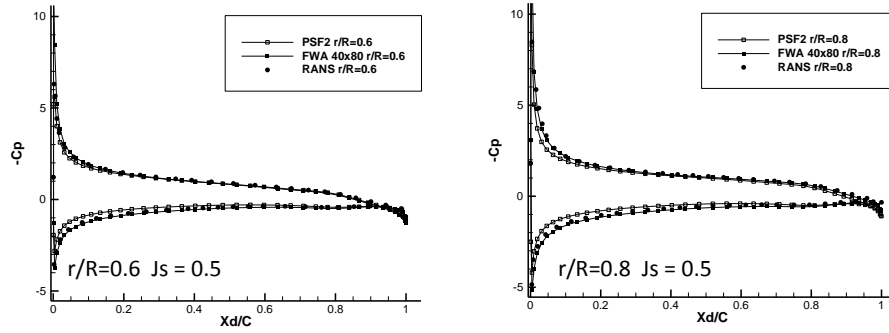 10
5
0
-5
-Cp
0
0.2
0.4
0.6
0.8
1
Xd/C
PSF2 r/R=0.6
FWA 40x80 r/R=0.6
RANS r/R=0.6
r/R=0.6 Js = 0.5
10
5
0
-5
-Cp
0
0.2
0.4
0.6
0.8
1
Xd/C
PSF2 r/R=0.8
FWA 40x80 r/R=0.8
RANS r/R=0.8
r/R=0.8 Js = 0.5